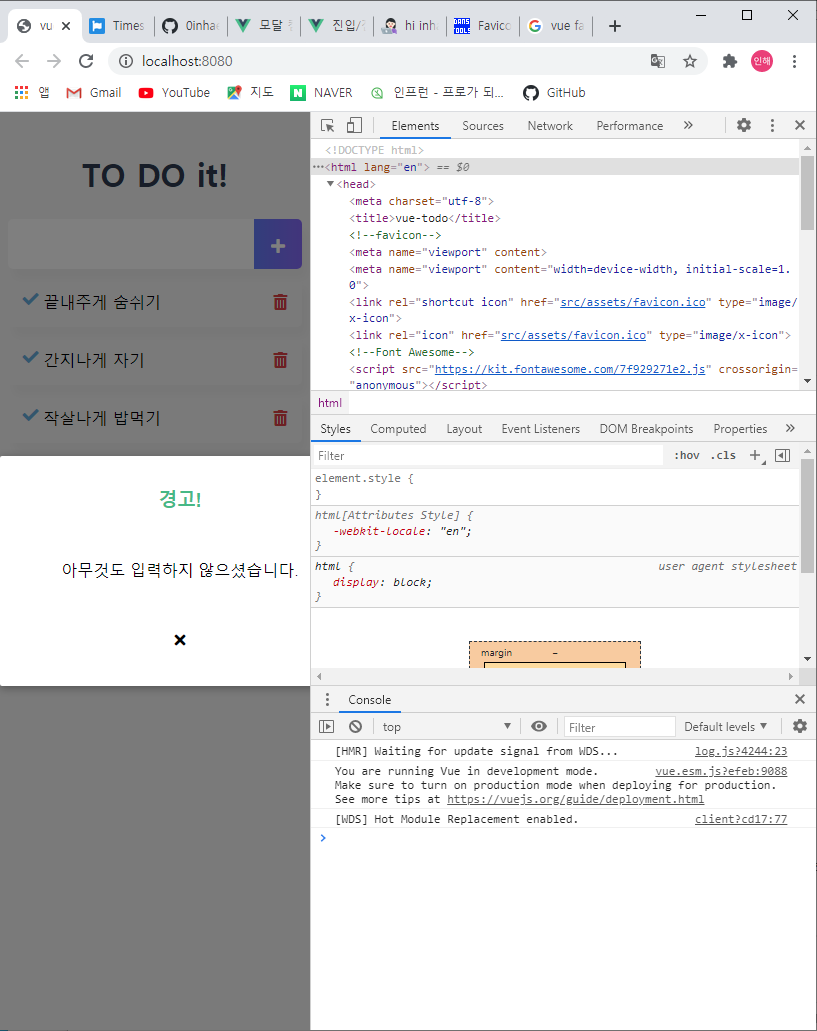 vu
Times
0inhae
모달
진입/
hi inha
Favico
vue fa
localhost:8080
인해
앱
Gmail
YouTube
지도
NAVER
인프런 - 프로가 되...
GitHub
TO DO it!
끝내주게 숨쉬기
간지나게 자기
작살나게 밥먹기
경고!
아무것도 입력하지 않으셨습니다.
Elements Sources Network Performance
<!DOCTYPE html>
···<html lang="en"> == $0
<head>
<meta charset="utf-8">
<title>vue-todo</title>
<!--favicon-->
<meta name="viewport" content>
<meta name="viewport" content="width=device-width, initial-scale=1.
0">
<link rel="shortcut icon" href="src/assets/favicon.ico" type="image/
x-icon">
<link rel="icon" href="src/assets/favicon.ico" type="image/x-icon">
<!--Font Awesome-->
<script src="https://kit.fontawesome.com/7f929271e2.js" crossorigin=
"anonymous"></script>
html
Styles Computed Layout Event Listeners DOM Breakpoints Properties
Filter :hov .cls
element.style {
}
html[Attributes Style] {
-webkit-locale: "en";
}
html { user agent stylesheet
display: block;
}
margin –
Console
top Filter Default levels
[HMR] Waiting for update signal from WDS... log.js?4244:23
You are running Vue in development mode. vue.esm.js?efeb:9088
Make sure to turn on production mode when deploying for production.
See more tips at https://vuejs.org/guide/deployment.html
[WDS] Hot Module Replacement enabled. client?cd17:77